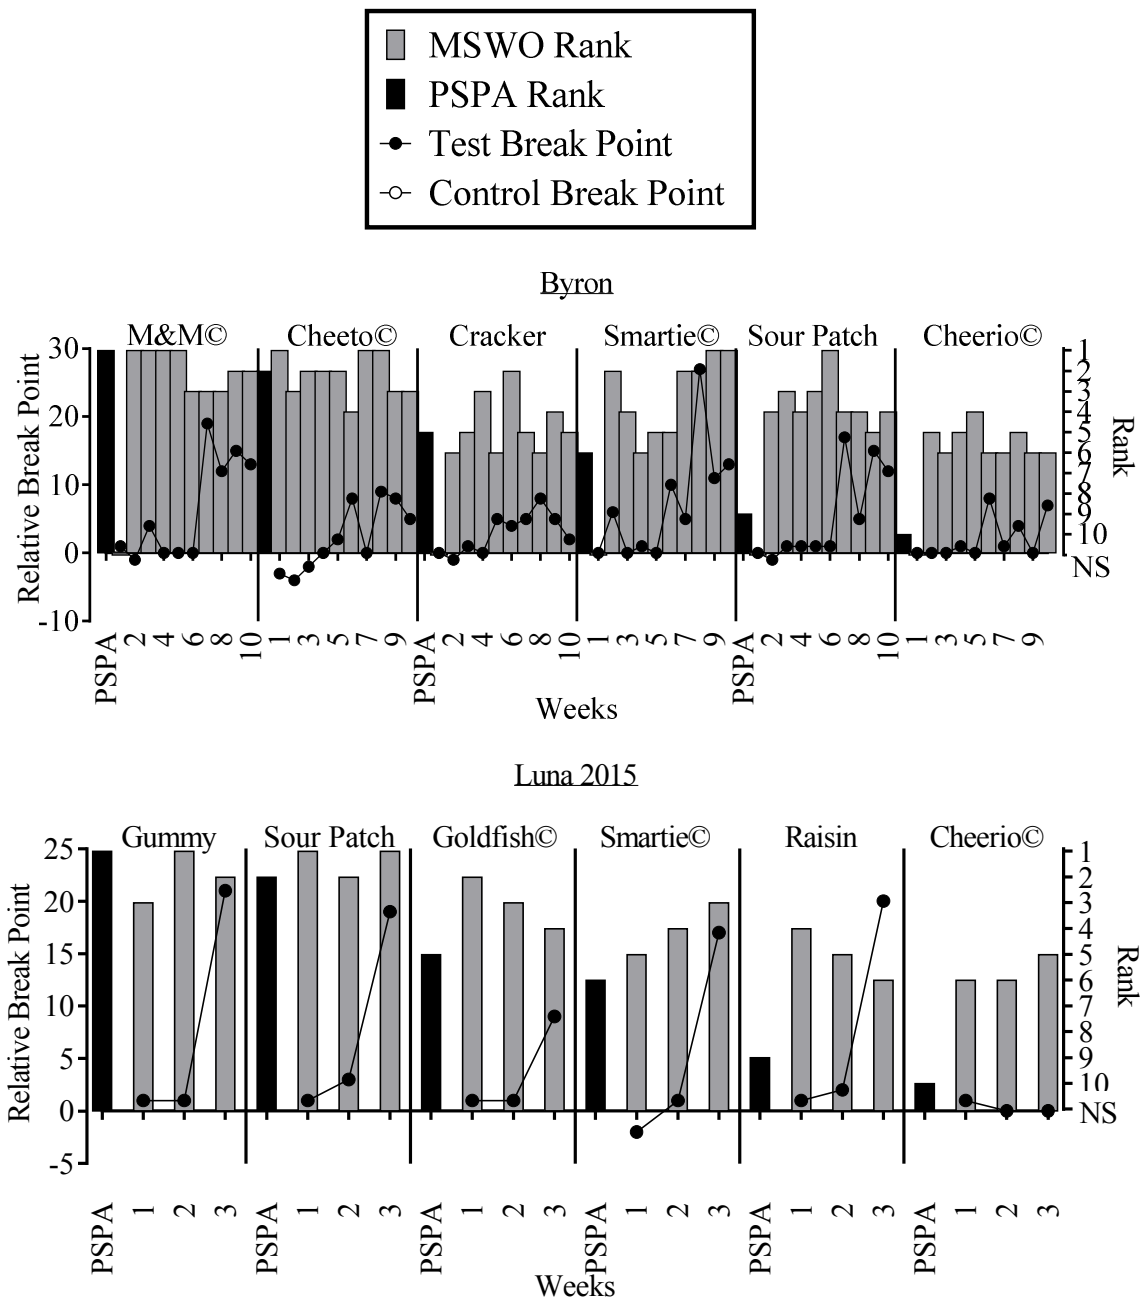 MSWO Rank
PSPA Rank
Test Break Point
Control Break Point
Byron
M&M© Cheeto© Cracker Smartie© Sour Patch Cheerio©
Relative Break Point
30
20
10
0
-10
1
2
3
4
5
6
7
8
9
10
NS
Rank
PSPA 2 4 6 8 10 1 3 5 7 9 PSPA 2 4 6 8 10 1 3 5 7 9 PSPA 2 4 6 8 10 1 3 5 7 9
Weeks
Luna 2015
Gummy Sour Patch Goldfish© Smartie© Raisin Cheerio©
Relative Break Point
25
20
15
10
5
0
-5
1
2
3
4
5
6
7
8
9
10
NS
Rank
PSPA 1 2 3 PSPA 1 2 3 PSPA 1 2 3 PSPA 1 2 3 PSPA 1 2 3 PSPA 1 2 3
Weeks